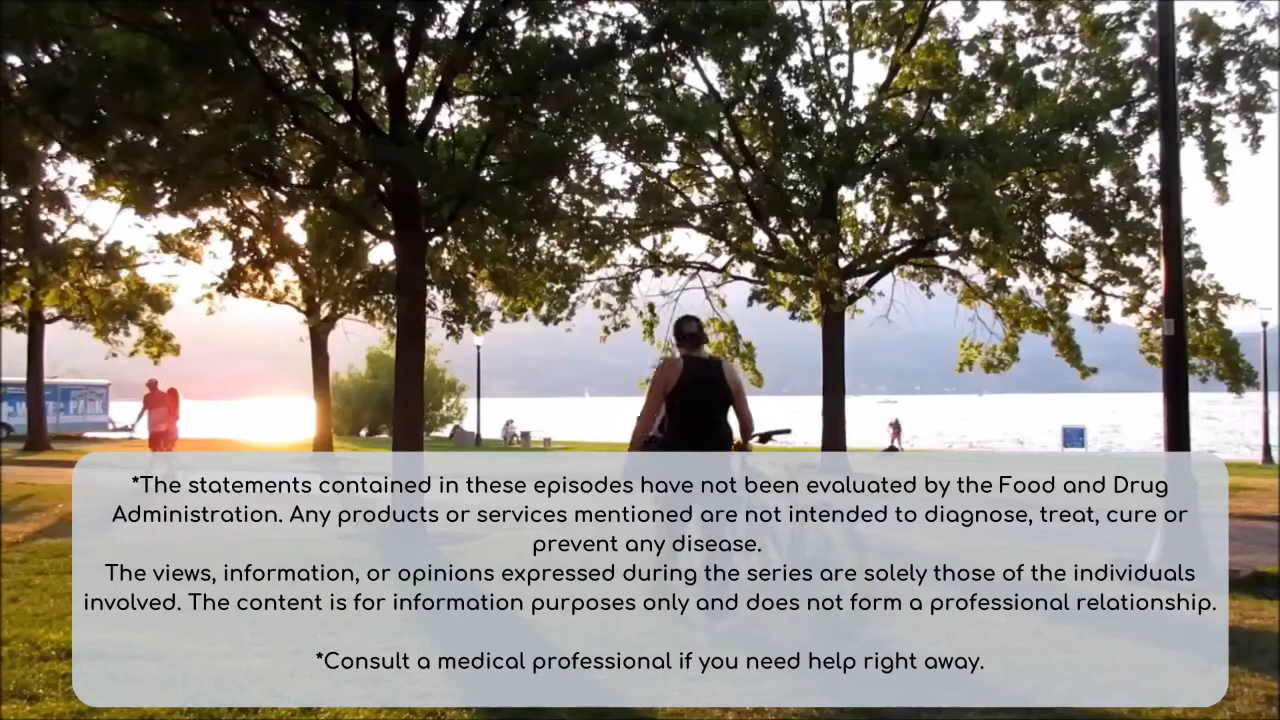 *The statements contained in these episodes have not been evaluated by the Food and Drug
Administration. Any products or services mentioned are not intended to diagnose, treat, cure or
prevent any disease.
The views, information, or opinions expressed during the series are solely those of the individuals
involved. The content is for information purposes only and does not form a professional relationship.
*Consult a medical professional if you need help right away.